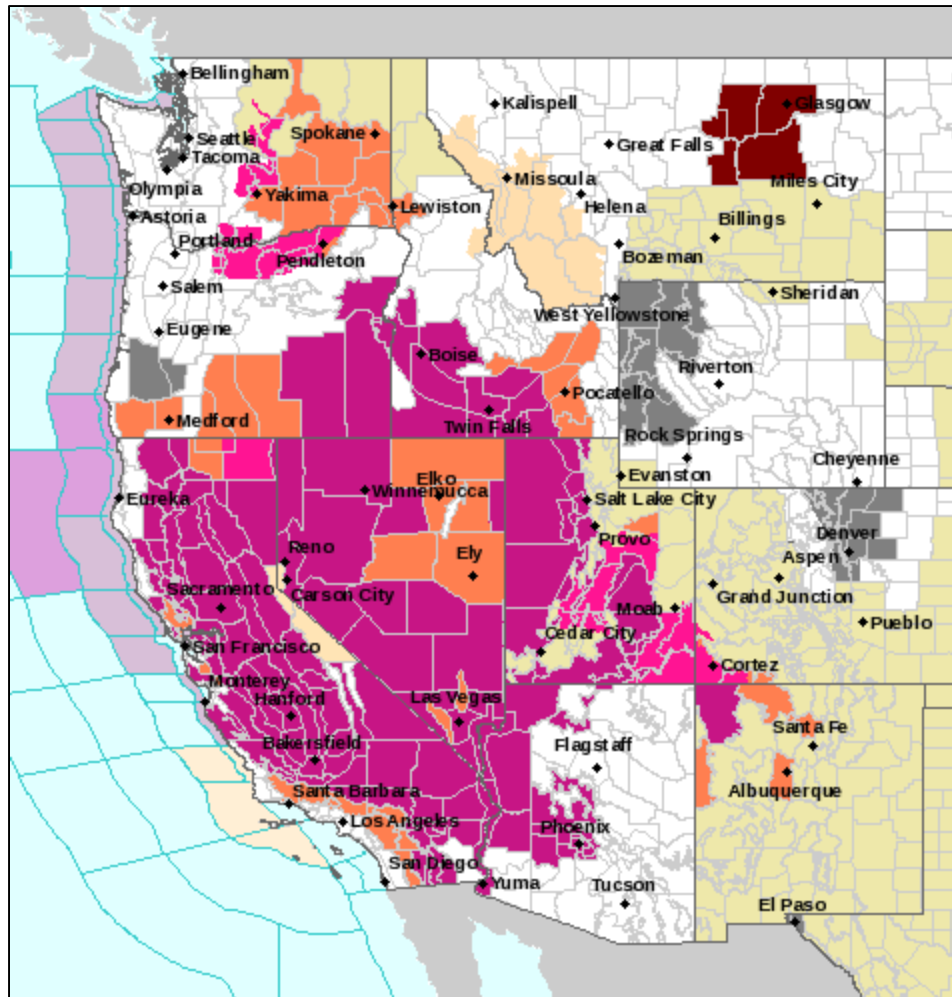 Bellingham
Kalispell
Glasgow
Seattle
Spokane
Great Falls
Tacoma
Olympia
Missoula
Miles City
Yakima
Lewiston
Helena
Astoria
Billings
Portland
Pendleton
Bozeman
Salem
Sheridan
West Yellowstone
Eugene
Boise
Riverton
Pocatello
Medford
Twin Falls
Rock Springs
Cheyenne
Elko
Evanston
Eureka
Winnemucca
Salt Lake City
Denver
Provo
Reno
Ely
Aspen
Sacramento
Carson City
Grand Junction
Moab
Pueblo
Cedar City
San Francisco
Cortez
Monterey
Hanford
Las Vegas
Santa Fe
Bakersfield
Flagstaff
Santa Barbara
Albuquerque
Los Angeles
Phoenix
San Diego
Yuma
Tucson
El Paso